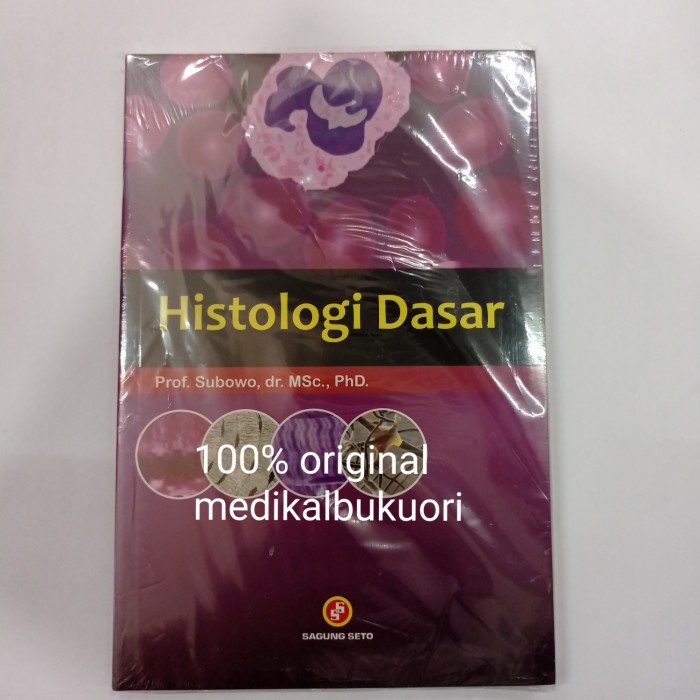 Histologi Dasar
Prof. Subowo, dr. MSc., PhD.
100% original
medikalbukuori
SAGUNG SETO